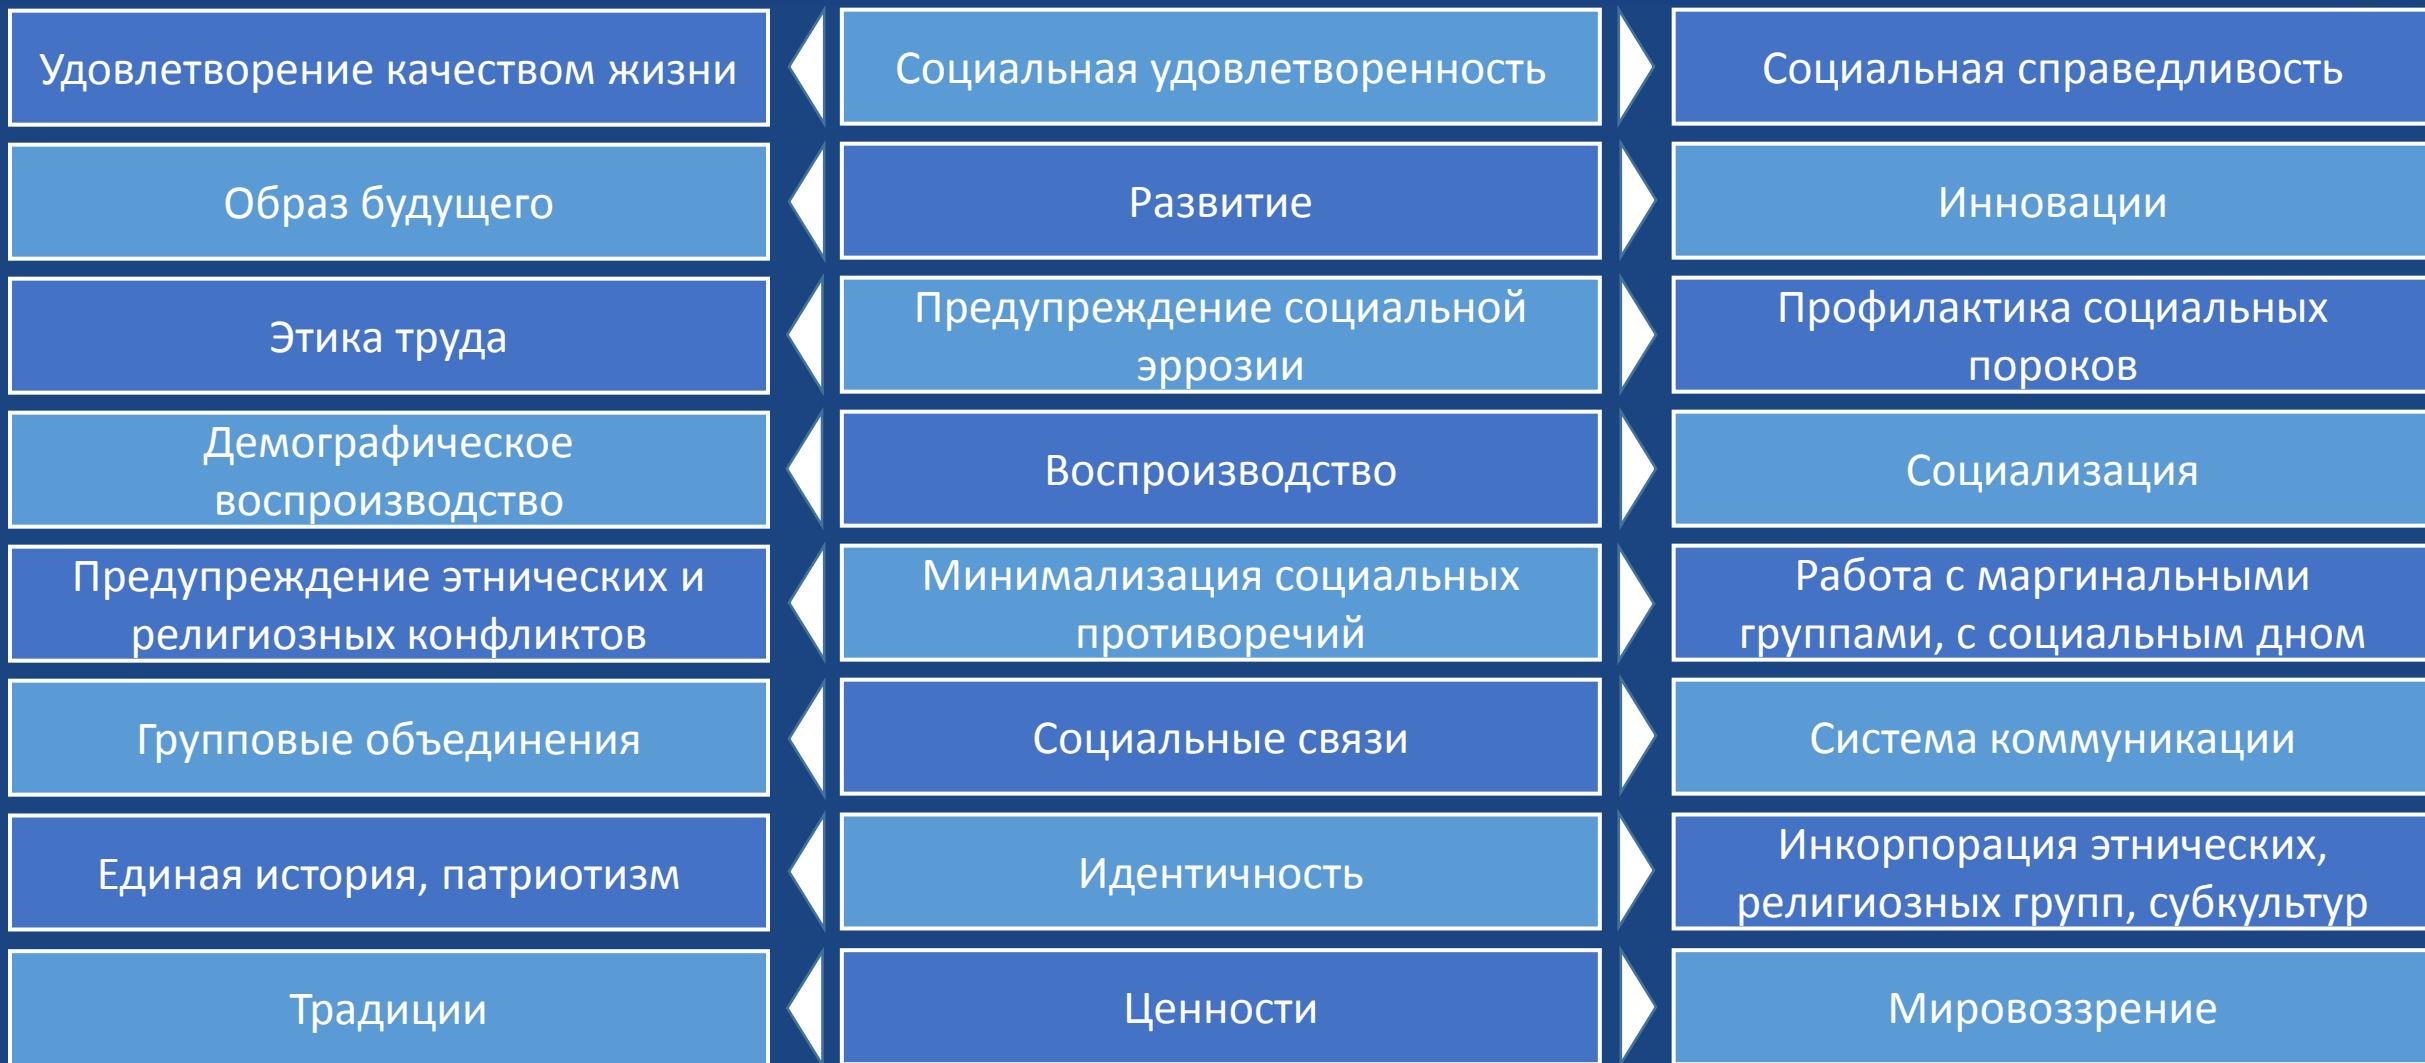 Удовлетворение качеством жизни
Социальная удовлетворенность
Социальная справедливость
Образ будущего
Развитие
Инновации
Этика труда
Предупреждение социальной
эррозии
Профилактика социальных
пороков
Демографическое
воспроизводство
Воспроизводство
Социализация
Предупреждение этнических и
религиозных конфликтов
Минимализация социальных
противоречий
Работа с маргинальными
группами, с социальным дном
Групповые объединения
Социальные связи
Система коммуникации
Единая история, патриотизм
Идентичность
Инкорпорация этнических,
религиозных групп, субкультур
Традиции
Ценности
Мировоззрение